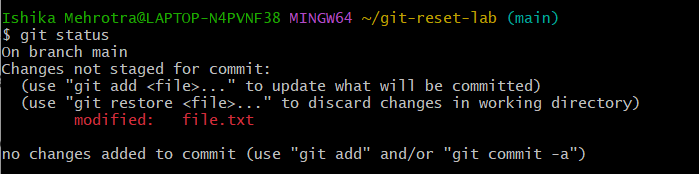 Ishika Mehrotra@LAPTOP-N4PVNF38 MINGW64 ~/git-reset-lab (main)
$ git status
On branch main
Changes not staged for commit:
  (use "git add <file>..." to update what will be committed)
  (use "git restore <file>..." to discard changes in working directory)
        modified:   file.txt

no changes added to commit (use "git add" and/or "git commit -a")